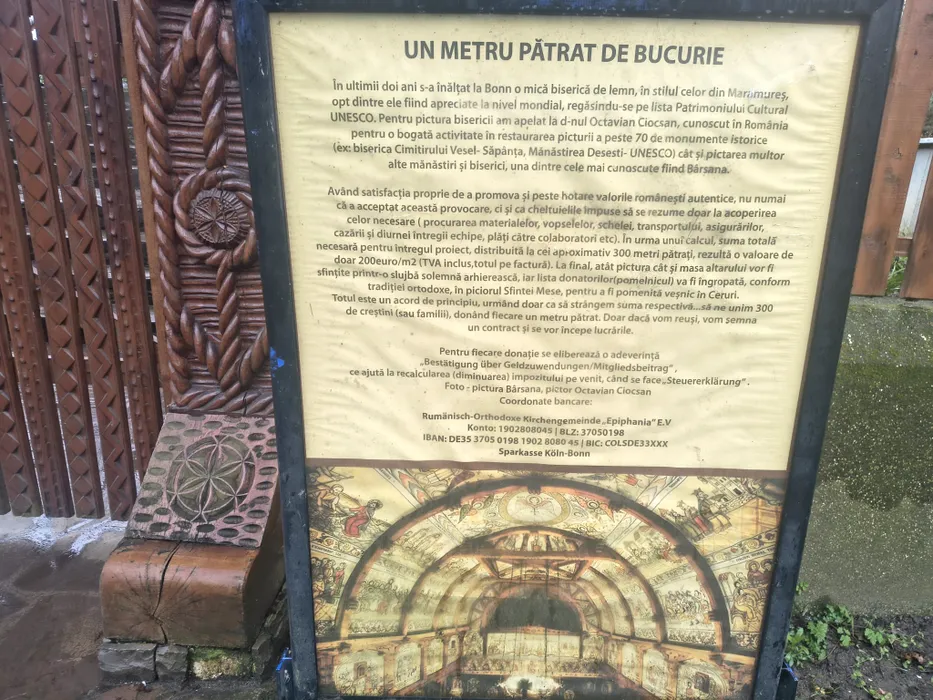 UN METRU PĂTRAT DE BUCURIE
În ultimii doi ani s-a înălțat la Bonn o mică biserică de lemn, în stilul celor din Maramureș,
opt dintre ele fiind apreciate la nivel mondial, regăsindu-se pe lista Patrimoniului Cultural
UNESCO. Pentru pictura bisericii am apelat la d-nul Octavian Ciocsan, cunoscut în România
pentru o bogată activitate în restaurarea picturii a peste 70 de monumente istorice
(ex: biserica Cimitirului Vesel- Săpânța, Mănăstirea Desesti- UNESCO) cât și pictarea multor
alte mănăstiri și biserici, una dintre cele mai cunoscute fiind Bârsana.
Având satisfacția proprie de a promova și peste hotare valorile românești autentice, nu numai
că a acceptat această provocare, ci și ca cheltuielile impuse să se rezume doar la acoperirea
celor necesare ( procurarea materialelor, vopselelor, schelei, transportului, asigurărilor,
cazării și diurnei întregii echipe, plăți către colaboratori etc). În urma unui calcul, suma totală
necesară pentru întregul proiect, distribuită la cei aproximativ 300 metri pătrați, rezultă o valoare de
doar 200euro/m2 (TVA inclus,totul pe factură). La final, atât pictura cât și masa altarului vor fi
sfințite printr-o slujbă solemnă arhierească, iar lista donatorilor(pomelnicul) va fi îngropată, conform
tradiției ortodoxe, în piciorul Sfintei Mese, pentru a fi pomeniți veșnic în Ceruri.
Totul este un acord de principiu, urmând doar ca să strângem suma respectivă...să ne unim 300
de creștini (sau familii), donând fiecare un metru pătrat. Doar dacă vom reuși, vom semna
un contract și se vor începe lucrările.
Pentru fiecare donație se eliberează o adeverință
„Bestätigung über Geldzuwendungen/Mitgliedsbeitrag" ,
ce ajută la recalcularea (diminuarea) impozitului pe venit, când se face„Steuererklärung" .
Foto - pictura Bârsana, pictor Octavian Ciocsan
Coordonate bancare:
Rumänisch-Orthodoxe Kirchengemeinde „Epiphania" E.V
Konto: 1902808045 | BLZ: 37050198
IBAN: DE35 3705 0198 1902 8080 45 | BIC: COLSDE33XXX
Sparkasse Köln-Bonn